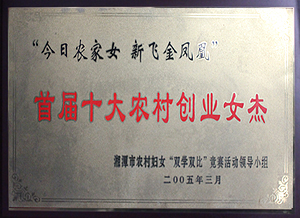 “今日农家女 新飞金凤凰”
首届十大农村创业女杰
湘潭市农村妇女“双学双比”竞赛活动领导小组
二00五年三月